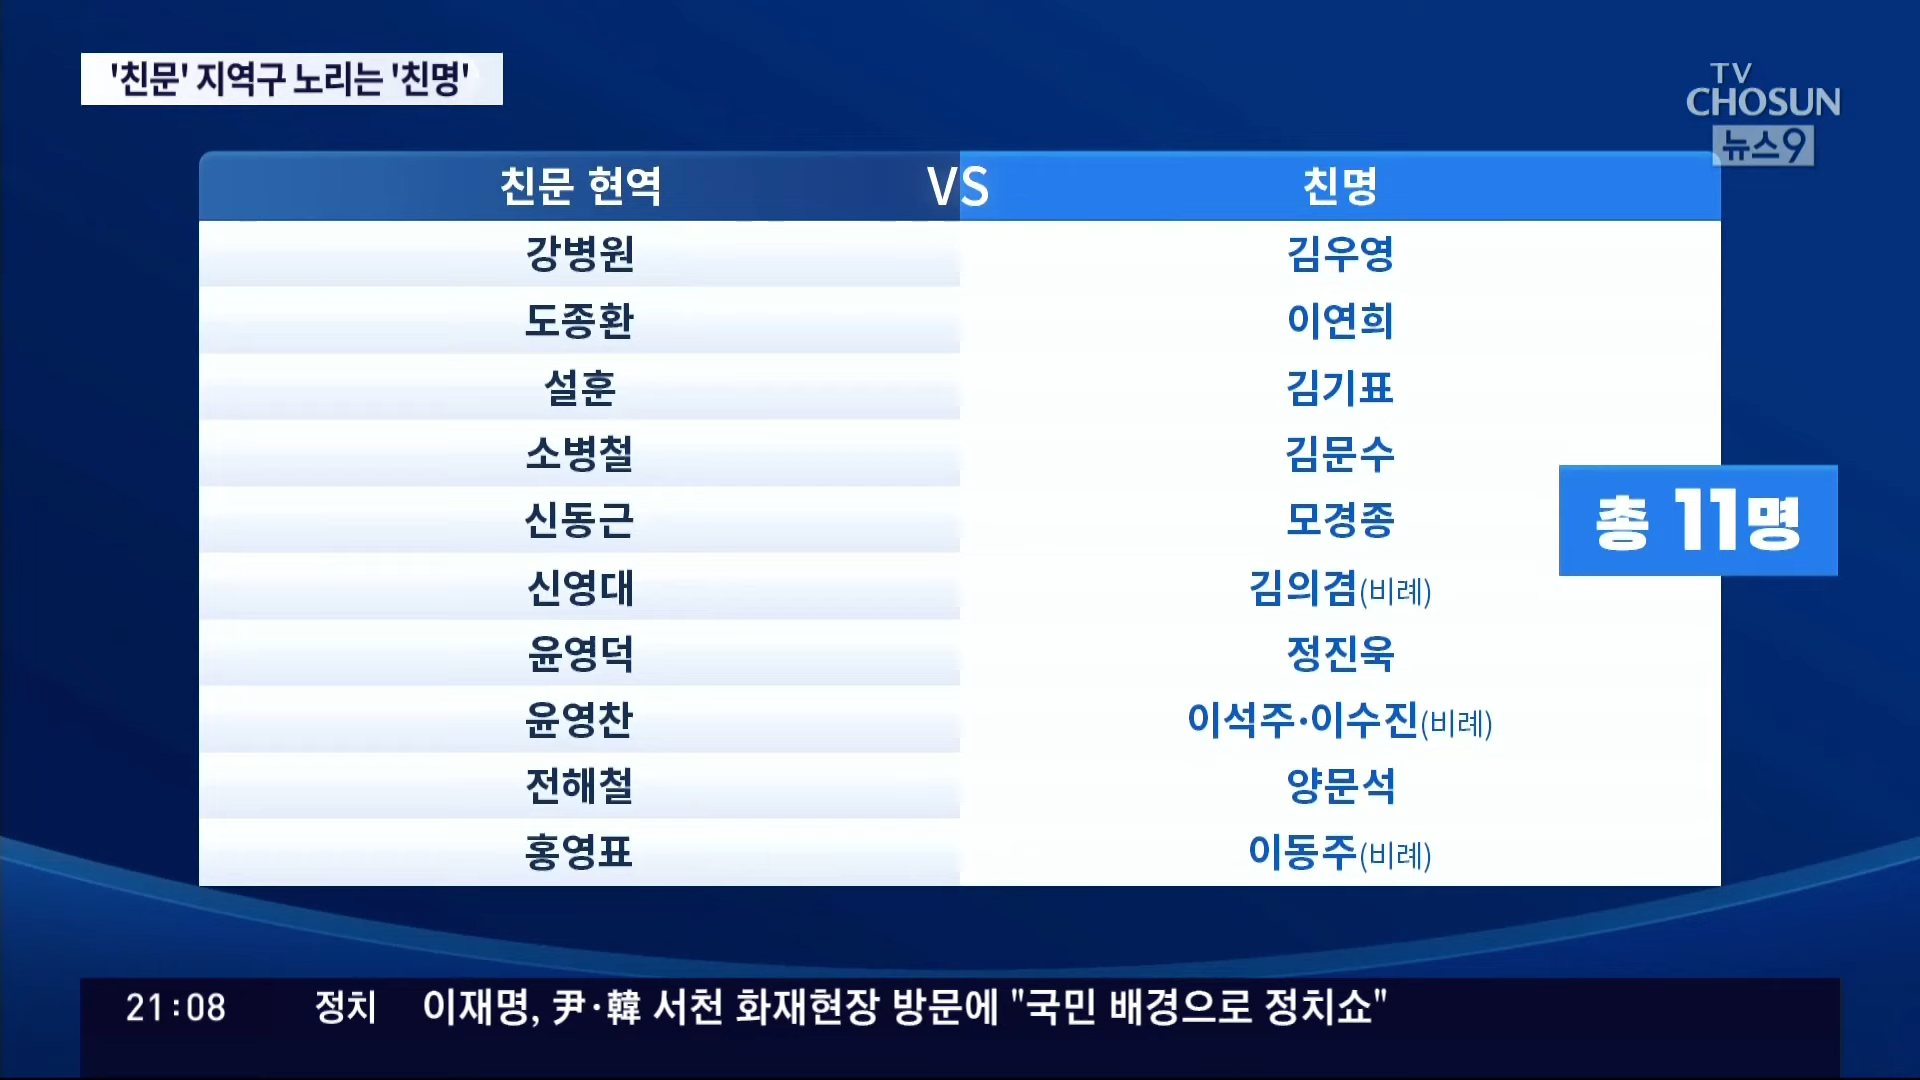 '친문' 지역구 노리는 '친명'
TV
CHOSUN
뉴스9
친문 현역 VS 친명
강병원 김우영
도종환 이연희
설훈 김기표
소병철 김문수
신동근 모경종
총 11명
신영대 김의겸(비례)
윤영덕 정진욱
윤영찬 이석주·이수진(비례)
전해철 양문석
홍영표 이동주(비례)
21:08 정치 이재명, 尹·韓 서천 화재현장 방문에 "국민 배경으로 정치쇼"